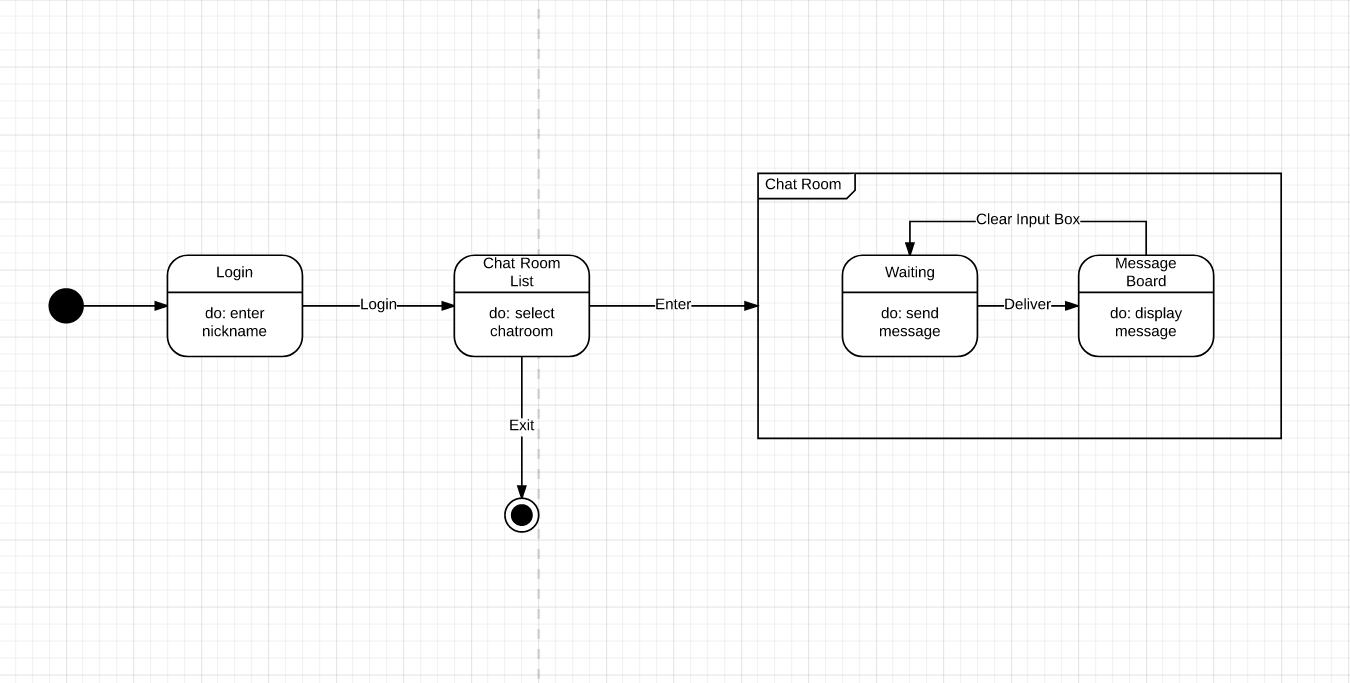 Chat Room
Clear Input Box
Login
do: enter
nickname
Login
Chat Room
List
do: select
chatroom
Enter
Waiting
do: send
message
Deliver
Message
Board
do: display
message
Exit